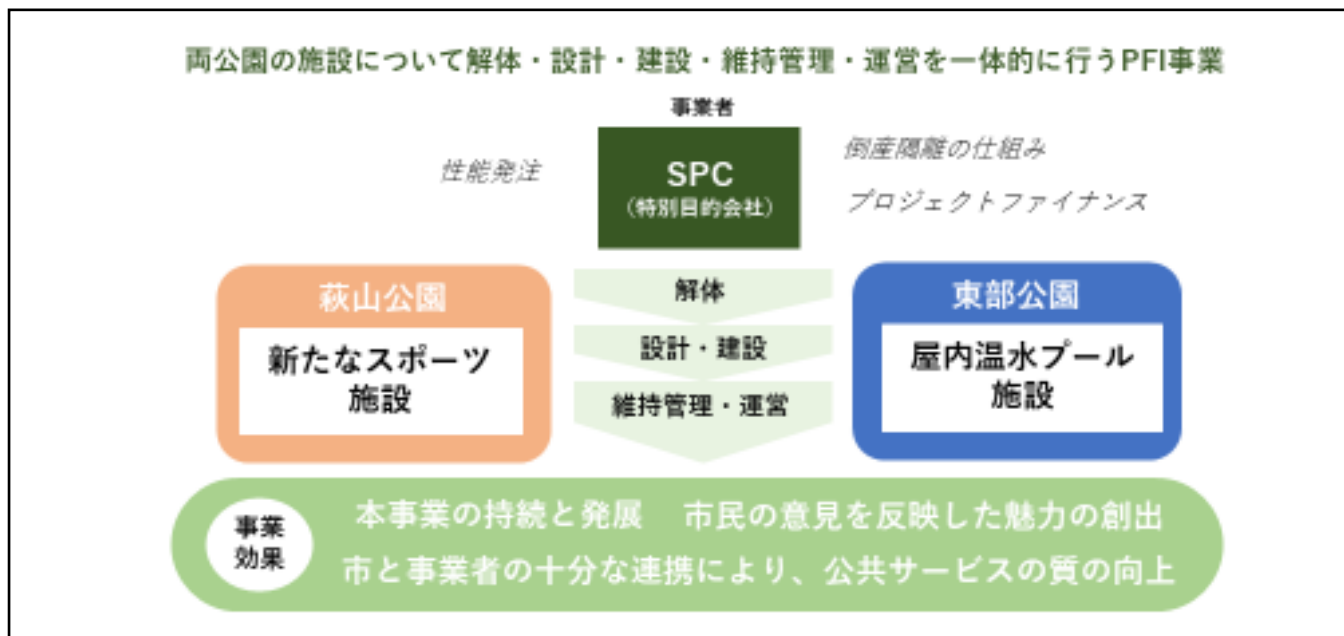 両公園の施設について解体・設計・建設・維持管理・運営を一体的に行うPFI事業
事業者
SPC
（特別目的会社）
性能発注
倒産隔離の仕組み
プロジェクトファイナンス
萩山公園
新たなスポーツ
施設
解体
設計・建設
維持管理・運営
東部公園
屋内温水プール
施設
事業
効果
本事業の持続と発展　市民の意見を反映した魅力の創出
市と事業者の十分な連携により、公共サービスの質の向上